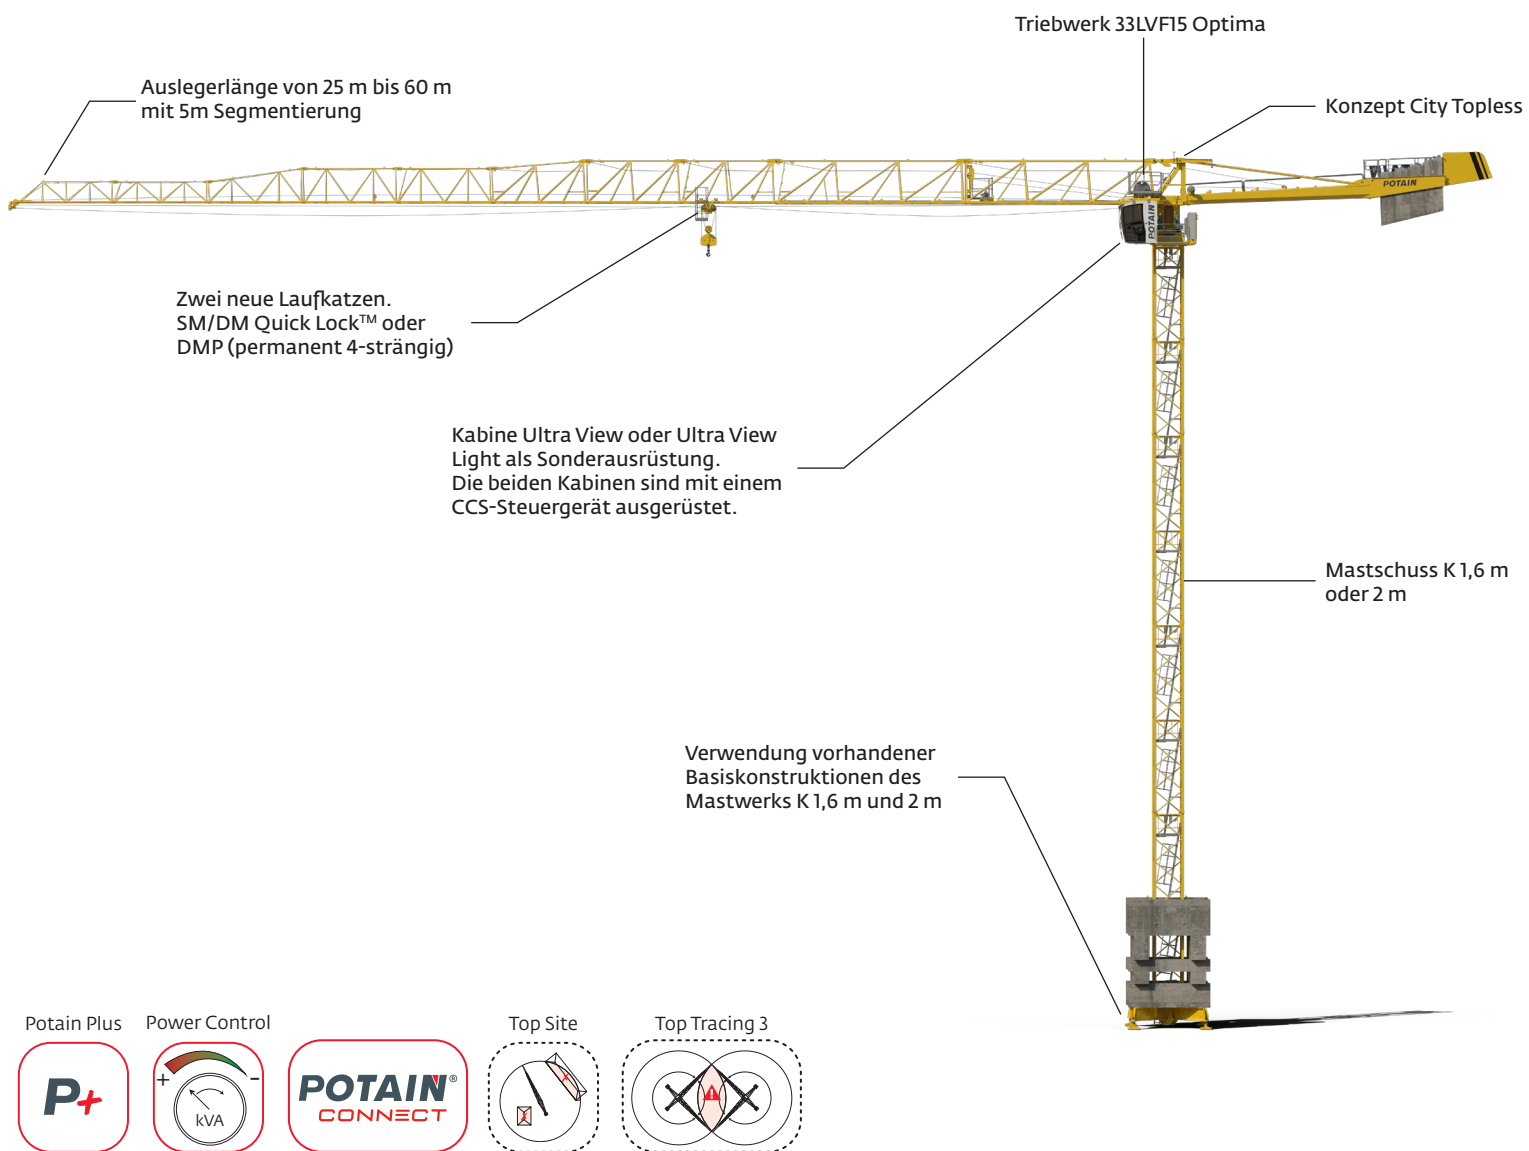 Triebwerk 33LVF15 Optima
Auslegerlänge von 25 m bis 60 m
mit 5m Segmentierung
Konzept City Topless
POTAIN
POTAIN®
Zwei neue Laufkatzen.
SM/DM Quick Lock™ oder
DMP (permanent 4-strängig)
Kabine Ultra View oder Ultra View
Light als Sonderausrüstung.
Die beiden Kabinen sind mit einem
CCS-Steuergerät ausgerüstet.
Mastschuss K 1,6 m
oder 2 m
Verwendung vorhandener
Basiskonstruktionen des
Mastwerks K 1,6 m und 2 m
Potain Plus
Power Control
Top Site
Top Tracing 3
P+
+ −
kVA
POTAIN®
CONNECT